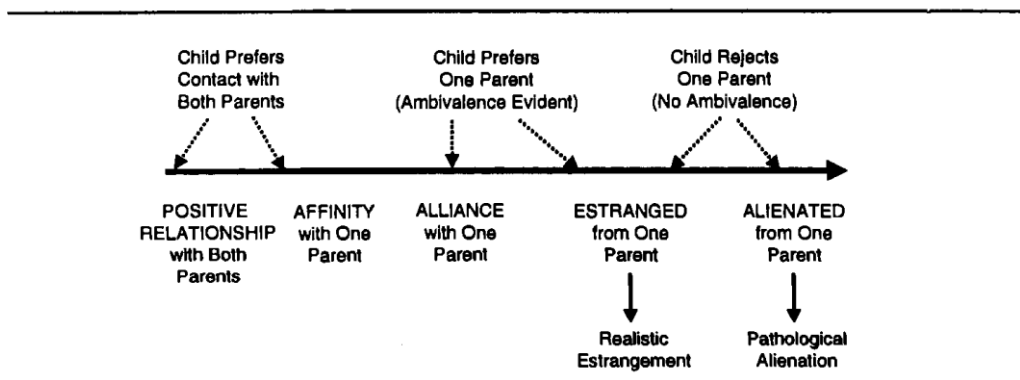 Child Prefers
Contact with
Both Parents
Child Prefers
One Parent
(Ambivalence Evident)
Child Rejects
One Parent
(No Ambivalence)
POSITIVE
RELATIONSHIP
with Both
Parents
AFFINITY
with One
Parent
ALLIANCE
with One
Parent
ESTRANGED
from One
Parent
ALIENATED
from One
Parent
Realistic
Estrangement
Pathological
Alienation